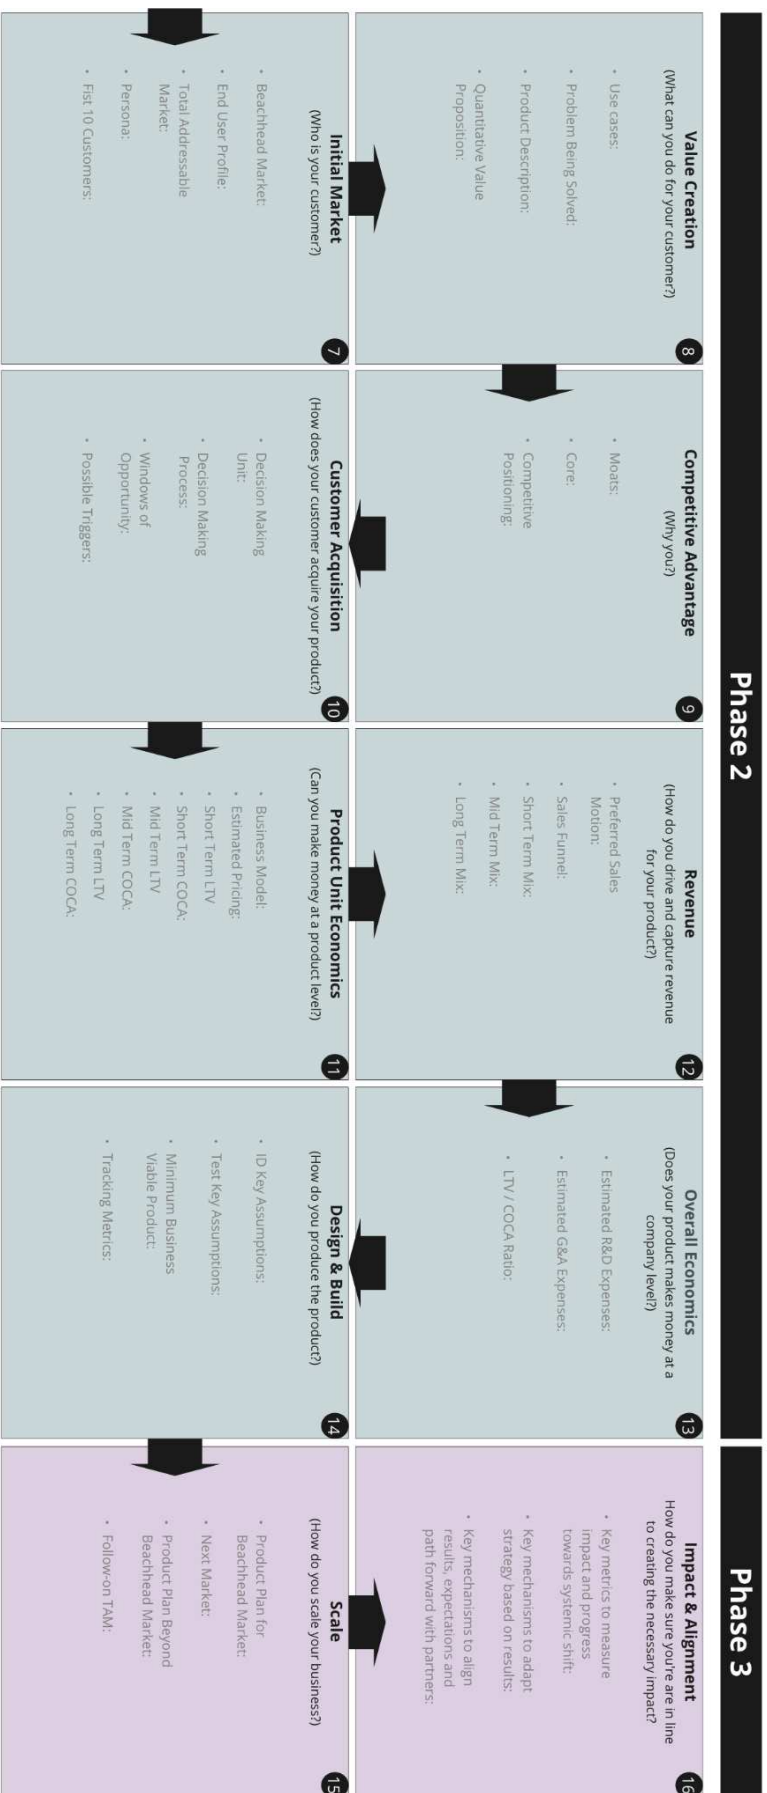 Phase 2
Value Creation
(What can you do for your customer?)
8
• Use cases:
• Problem Being Solved:
• Product Description:
• Quantitative Value
Proposition:
Competitive Advantage
(Why you?)
9
• Moats:
• Core:
• Competitive
Positioning:
Revenue
(How do you drive and capture revenue
for your product?)
12
• Preferred Sales
Motion:
• Sales Funnel:
• Short Term Mix:
• Mid Term Mix:
• Long Term Mix:
Overall Economics
(Does your product makes money at a
company level?)
13
• Estimated R&D Expenses:
• Estimated G&A Expenses:
• LTV / COCA Ratio:
Initial Market
(Who is your customer?)
7
• Beachhead Market:
• End User Profile:
• Total Addressable
Market:
• Persona:
• Fist 10 Customers:
Customer Acquisition
(How does your customer acquire your product?)
10
• Decision Making
Unit:
• Decision Making
Process:
• Windows of
Opportunity:
• Possible Triggers:
Product Unit Economics
(Can you make money at a product level?)
11
• Business Model:
• Estimated Pricing:
• Short Term LTV
• Short Term COCA:
• Mid Term LTV
• Mid Term COCA:
• Long Term LTV
• Long Term COCA:
Design & Build
(How do you produce the product?)
14
• ID Key Assumptions:
• Test Key Assumptions:
• Minimum Business
Viable Product:
• Tracking Metrics:
Phase 3
Impact & Alignment
How do you make sure you're are in line
to creating the necessary impact?
16
• Key metrics to measure
impact and progress
towards systemic shift:
• Key mechanisms to adapt
strategy based on results:
• Key mechanisms to align
results, expectations and
path forward with partners:
Scale
(How do you scale your business?)
15
• Product Plan for
Beachhead Market:
• Next Market:
• Product Plan Beyond
Beachhead Market:
• Follow-on TAM: